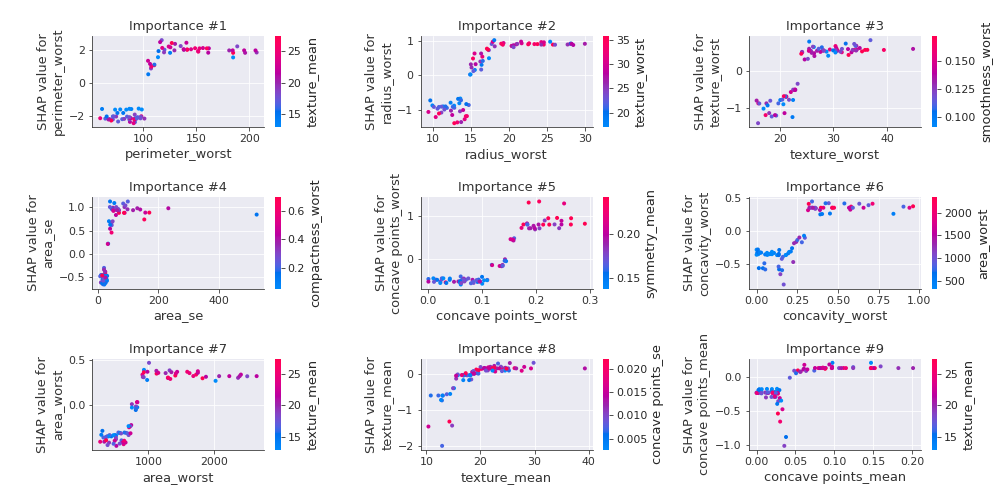 Importance #1
Importance #2
Importance #3
SHAP value for
perimeter_worst
2
0
−2
100
150
200
perimeter_worst
25
20
15
texture_mean
SHAP value for
radius_worst
1
0
−1
10
15
20
25
30
radius_worst
35
30
25
20
texture_worst
SHAP value for
texture_worst
0
−1
20
30
40
texture_worst
0.150
0.125
0.100
smoothness_worst
Importance #4
Importance #5
Importance #6
SHAP value for
area_se
1.0
0.5
0.0
−0.5
0
200
400
area_se
0.6
0.4
0.2
compactness_worst
SHAP value for
concave points_worst
1
0
0.0
0.1
0.2
0.3
concave points_worst
0.20
0.15
symmetry_mean
SHAP value for
concavity_worst
0.5
0.0
−0.5
0.00
0.25
0.50
0.75
1.00
concavity_worst
2000
1500
1000
500
area_worst
Importance #7
Importance #8
Importance #9
SHAP value for
area_worst
0.5
0.0
1000
2000
area_worst
25
20
15
texture_mean
SHAP value for
texture_mean
0
−1
−2
10
20
30
40
texture_mean
0.020
0.015
0.010
0.005
concave points_se
SHAP value for
concave points_mean
0.0
−0.5
−1.0
0.00
0.05
0.10
0.15
0.20
concave points_mean
25
20
15
texture_mean